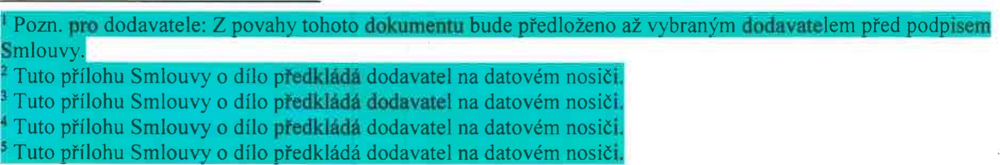 ¹ Pozn. pro dodavatele: Z povahy tohoto dokumentu bude předloženo až vybraným dodavatelem před podpisem
Smlouvy.
² Tuto přílohu Smlouvy o dílo předkládá dodavatel na datovém nosiči.
³ Tuto přílohu Smlouvy o dílo předkládá dodavatel na datovém nosiči.
⁴ Tuto přílohu Smlouvy o dílo předkládá dodavatel na datovém nosiči.
⁵ Tuto přílohu Smlouvy o dílo předkládá dodavatel na datovém nosiči.